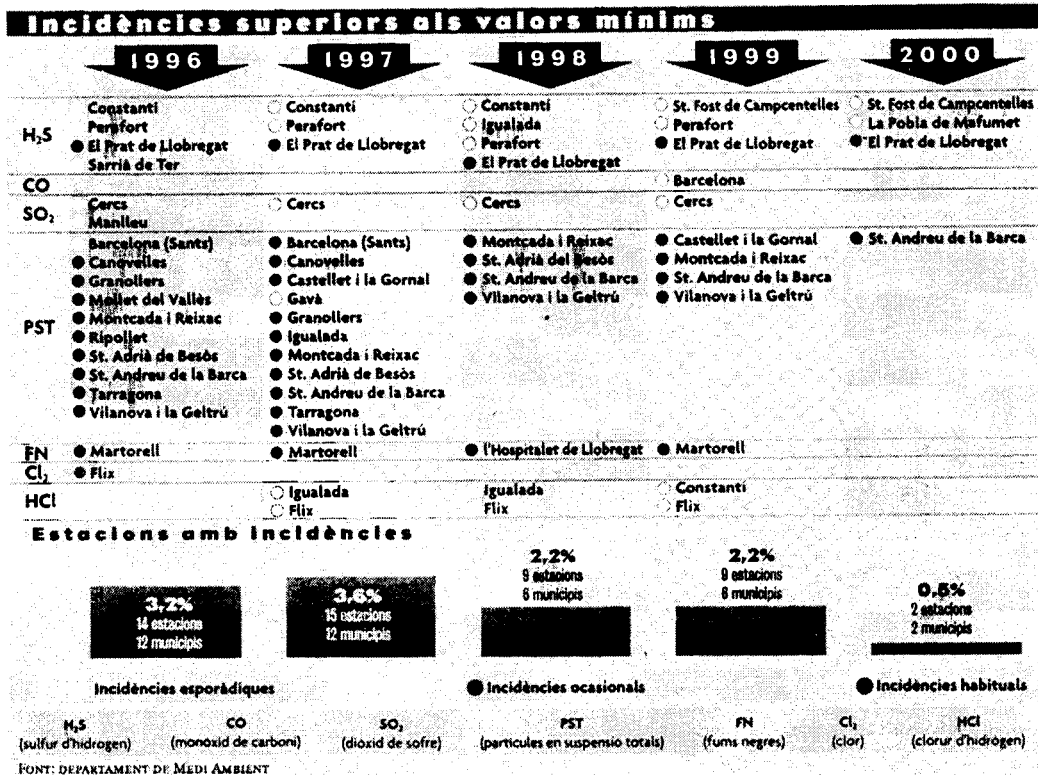 Incidències superiors als valors mínims
1996 1997 1998 1999 2000
H₂S
Constantí
Perafort
El Prat de Llobregat
Sarrià de Ter
Constantí
Perafort
El Prat de Llobregat
Constantí
Igualada
Perafort
El Prat de Llobregat
St. Fost de Campcentelles
Perafort
El Prat de Llobregat
St. Fost de Campcentelles
La Pobla de Mafumet
El Prat de Llobregat
CO
Barcelona
SO₂
Cercs
Manlleu
Cercs
Cercs
Cercs
PST
Barcelona (Sants)
Canovelles
Granollers
Mollet del Vallès
Montcada i Reixac
Ripollet
St. Adrià de Besòs
St. Andreu de la Barca
Tarragona
Vilanova i la Geltrú
Barcelona (Sants)
Canovelles
Castellet i la Gornal
Gavà
Granollers
Igualada
Montcada i Reixac
St. Adrià de Besòs
St. Andreu de la Barca
Tarragona
Vilanova i la Geltrú
Montcada i Reixac
St. Adrià del Besòs
St. Andreu de la Barca
Vilanova i la Geltrú
Castellet i la Gornal
Montcada i Reixac
St. Andreu de la Barca
Vilanova i la Geltrú
St. Andreu de la Barca
FN
Martorell
Martorell
l'Hospitalet de Llobregat
Martorell
Cl₂
Flix
HCl
Igualada
Flix
Igualada
Flix
Constantí
Flix
Estacions amb incidències
3,7%
14 estacions
12 municipis
3,6%
15 estacions
12 municipis
2,2%
9 estacions
6 municipis
2,2%
9 estacions
6 municipis
0,5%
2 estacions
2 municipis
Incidències esporàdiques
Incidències ocasionals
Incidències habituals
H₂S
(sulfur d'hidrogen)
CO
(monòxid de carboni)
SO₂
(diòxid de sofre)
PST
(partícules en suspensió totals)
FN
(fums negres)
Cl₂
(clor)
HCl
(clorur d'hidrogen)
FONT: DEPARTAMENT DE MEDI AMBIENT